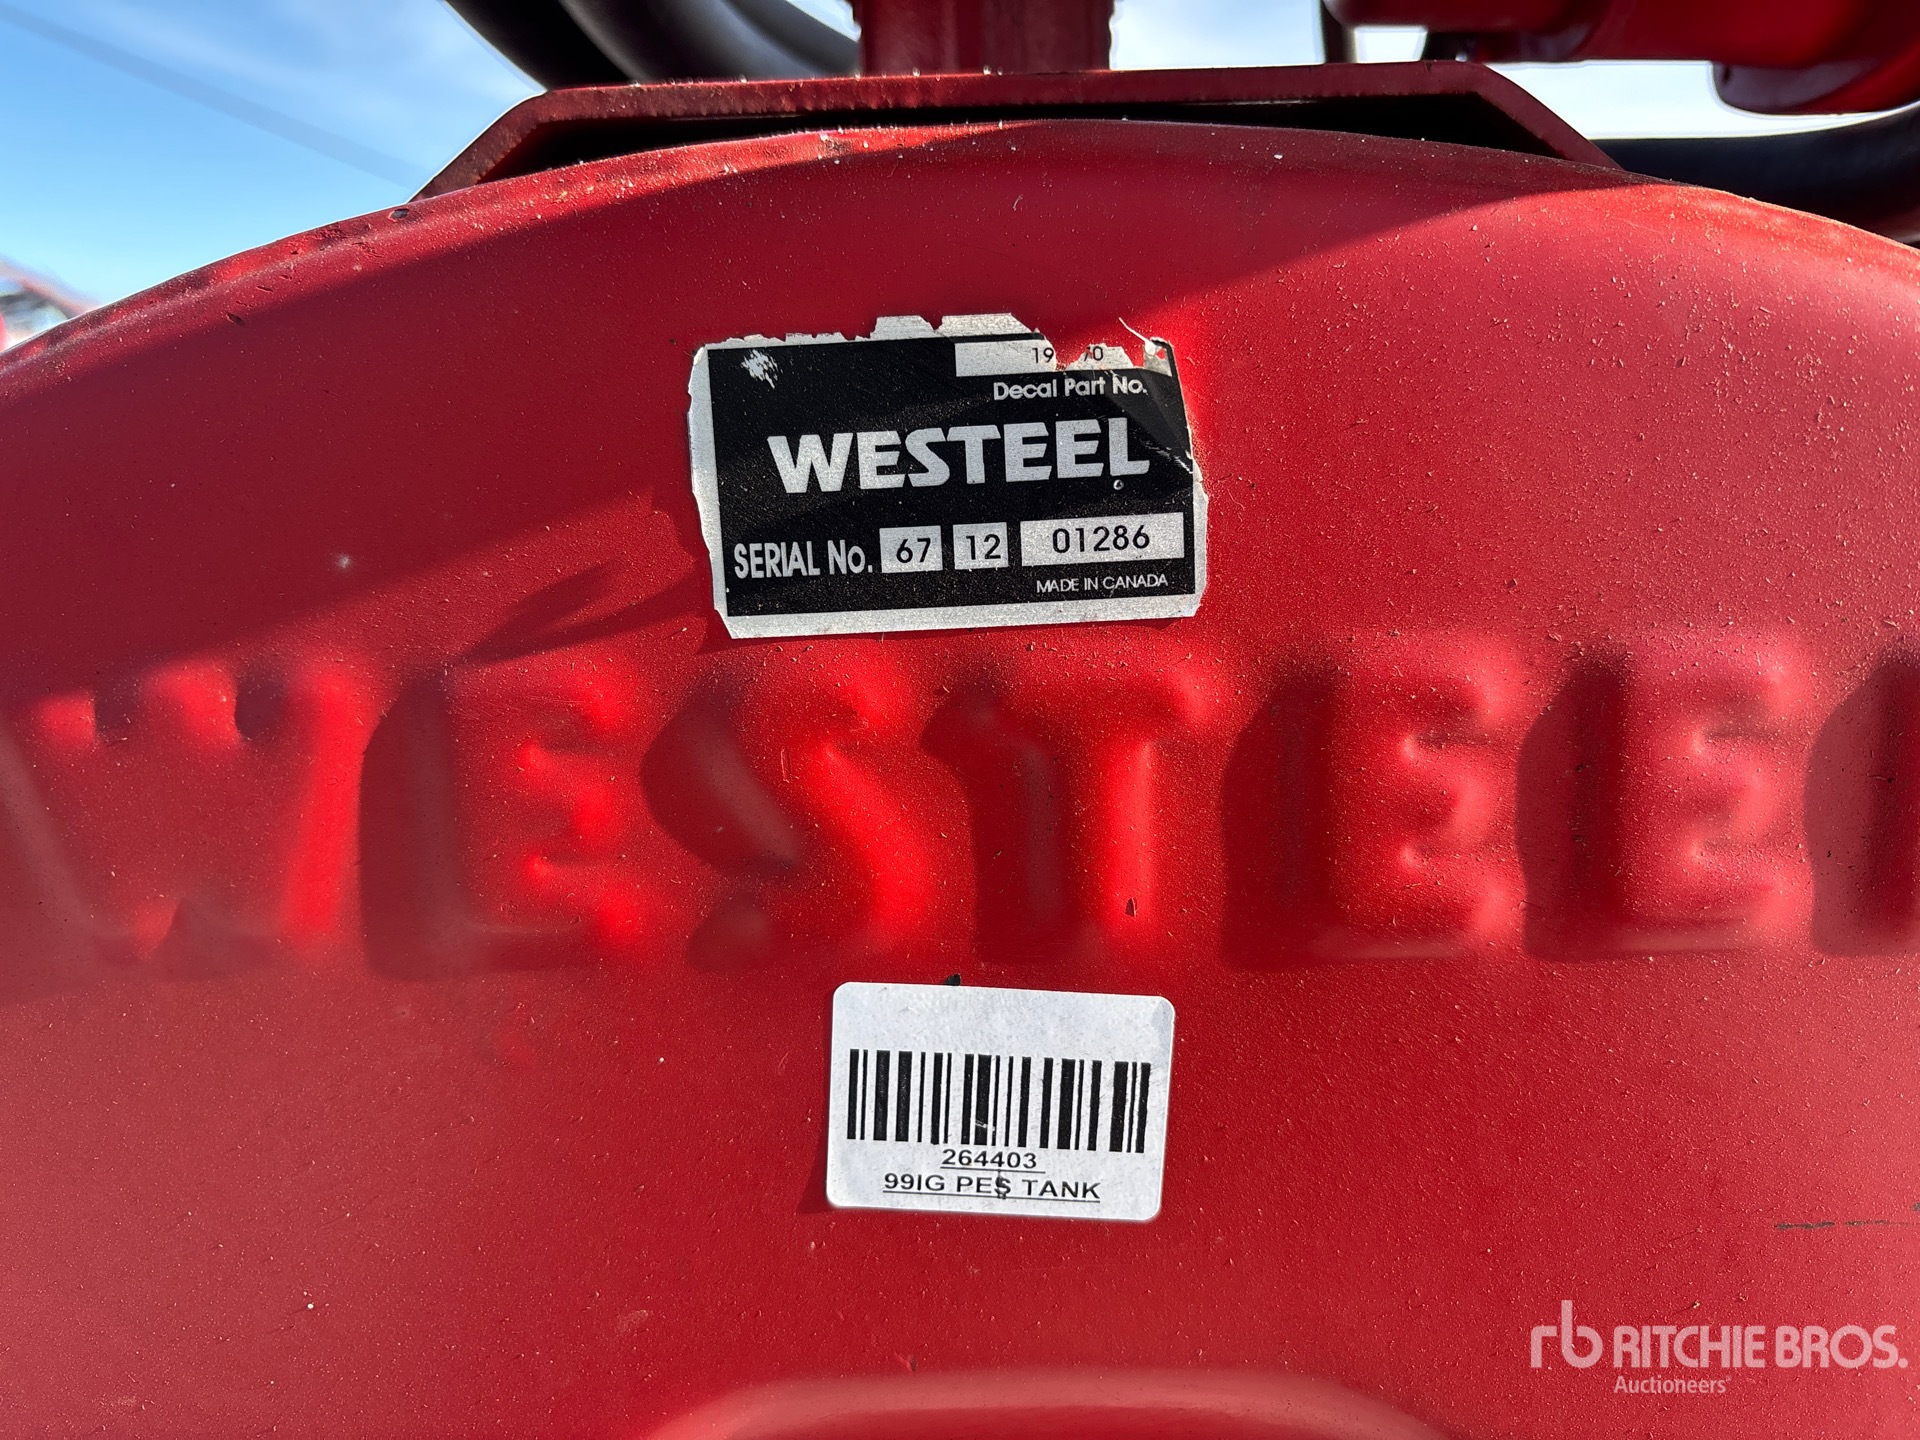 Decal Part No.
WESTEEL
SERIAL No. 67 12 01286
MADE IN CANADA
WESTEEL
264403
99IG PES TANK
rb RITCHIE BROS.
Auctioneers